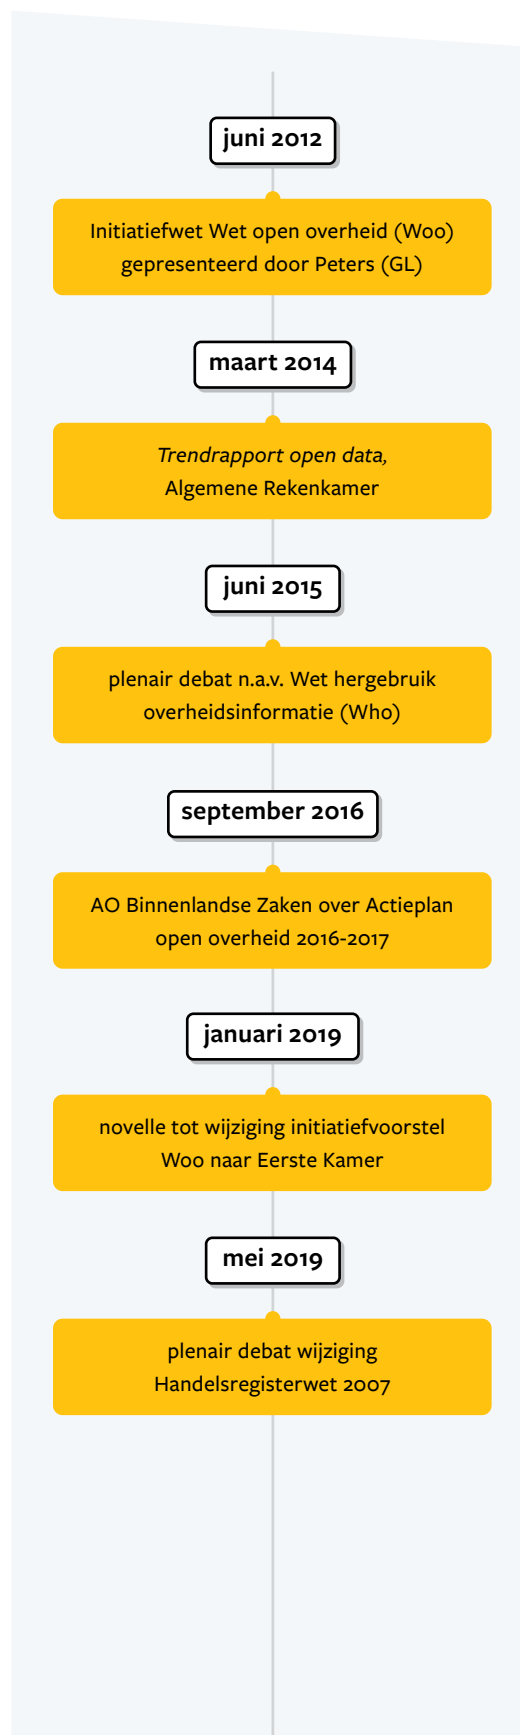 juni 2012
Initiatiefwet Wet open overheid (Woo)
gepresenteerd door Peters (GL)
maart 2014
Trendrapport open data,
Algemene Rekenkamer
juni 2015
plenair debat n.a.v. Wet hergebruik
overheidsinformatie (Who)
september 2016
AO Binnenlandse Zaken over Actieplan
open overheid 2016-2017
januari 2019
novelle tot wijziging initiatiefvoorstel
Woo naar Eerste Kamer
mei 2019
plenair debat wijziging
Handelsregisterwet 2007